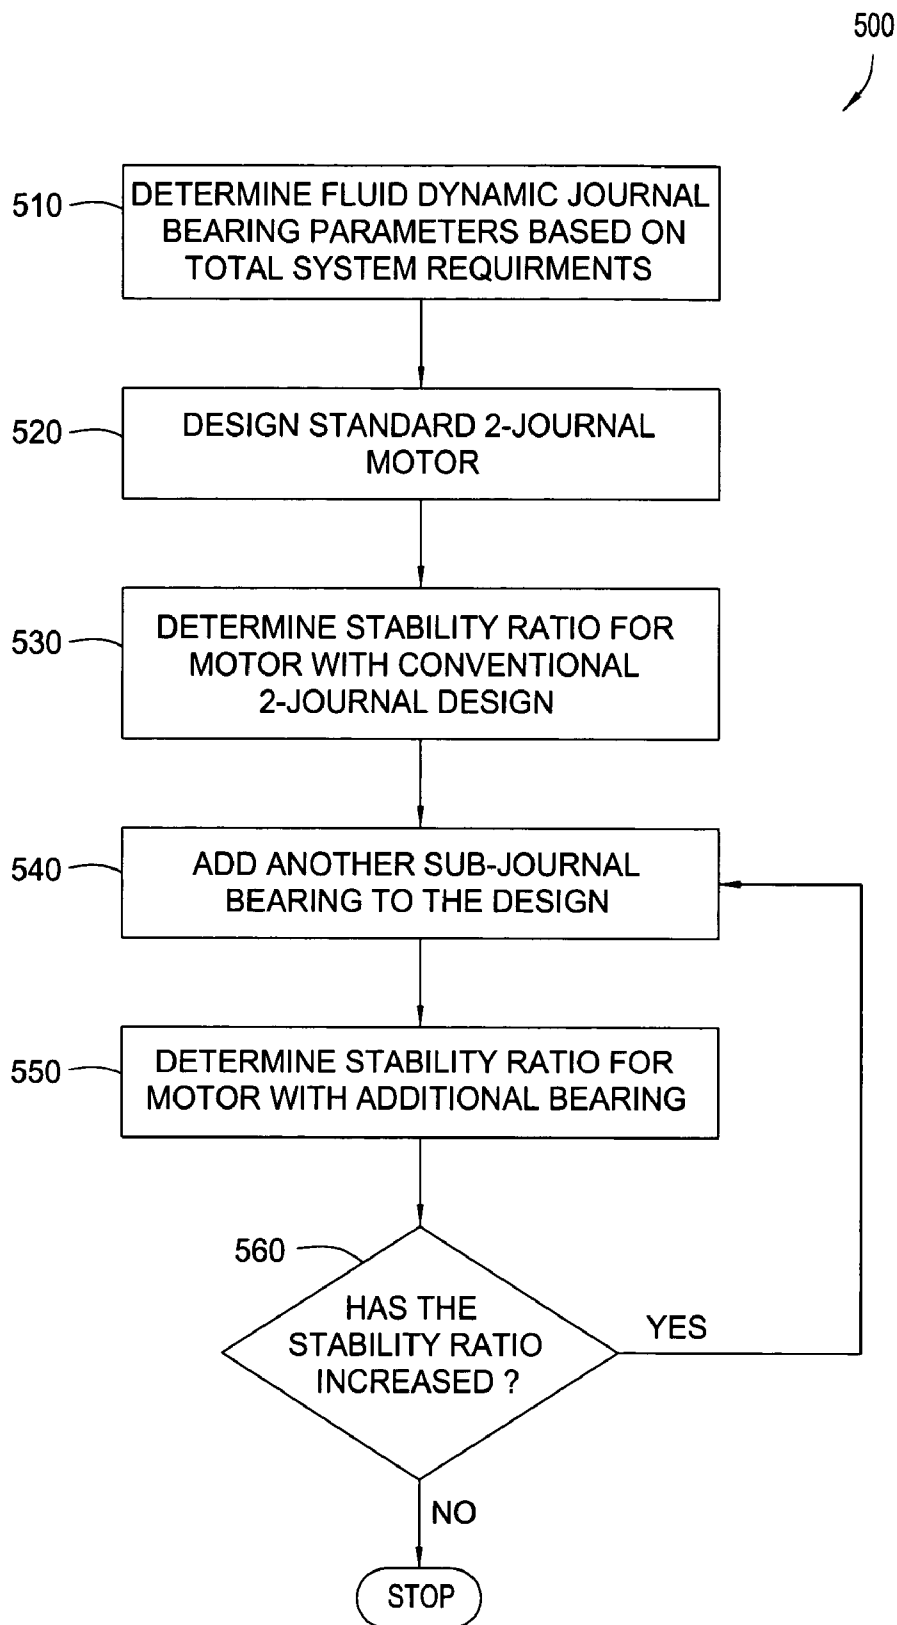 500
510
DETERMINE FLUID DYNAMIC JOURNAL
BEARING PARAMETERS BASED ON
TOTAL SYSTEM REQUIRMENTS
520
DESIGN STANDARD 2-JOURNAL
MOTOR
530
DETERMINE STABILITY RATIO FOR
MOTOR WITH CONVENTIONAL
2-JOURNAL DESIGN
540
ADD ANOTHER SUB-JOURNAL
BEARING TO THE DESIGN
550
DETERMINE STABILITY RATIO FOR
MOTOR WITH ADDITIONAL BEARING
560
HAS THE
STABILITY RATIO
INCREASED ?
YES
NO
STOP